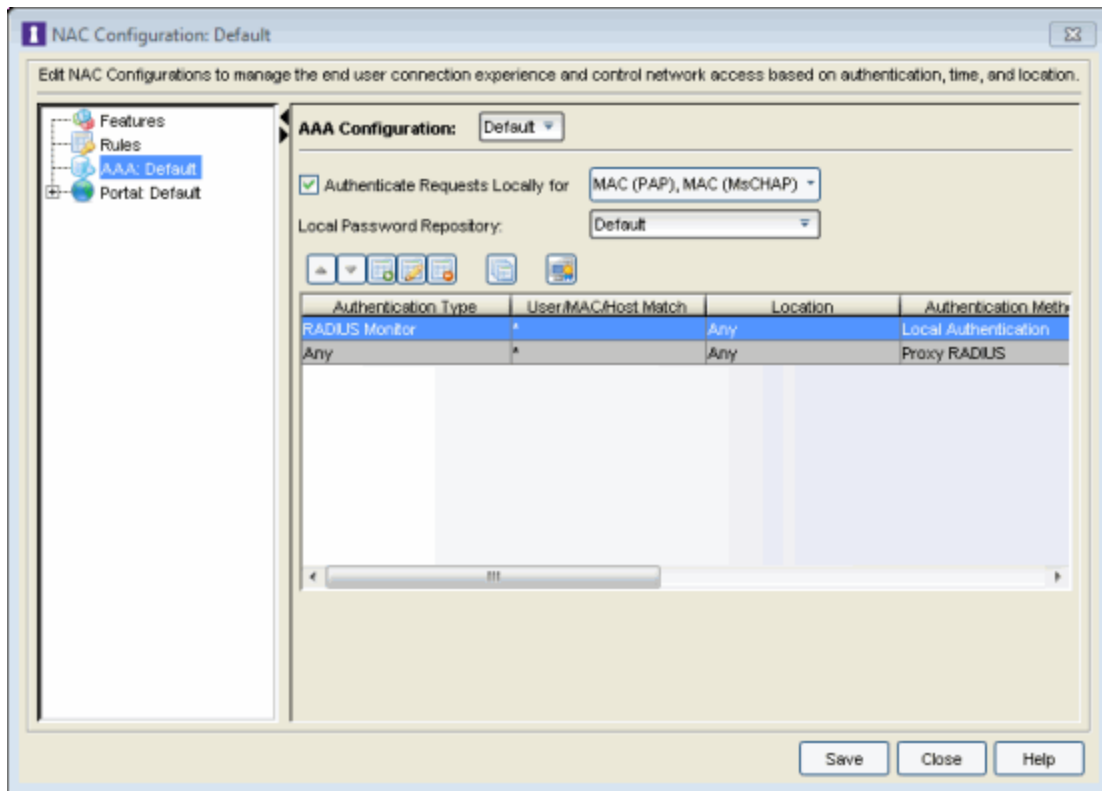 NAC Configuration: Default
Edit NAC Configurations to manage the end user connection experience and control network access based on authentication, time, and location.
Features
Rules
AAA: Default
Portal: Default
AAA Configuration: Default
Authenticate Requests Locally for MAC (PAP), MAC (MsCHAP)
Local Password Repository: Default
Authentication Type User/MAC/Host Match Location Authentication Meth
RADIUS Monitor * Any Local Authentication
Any * Any Proxy RADIUS
Save Close Help